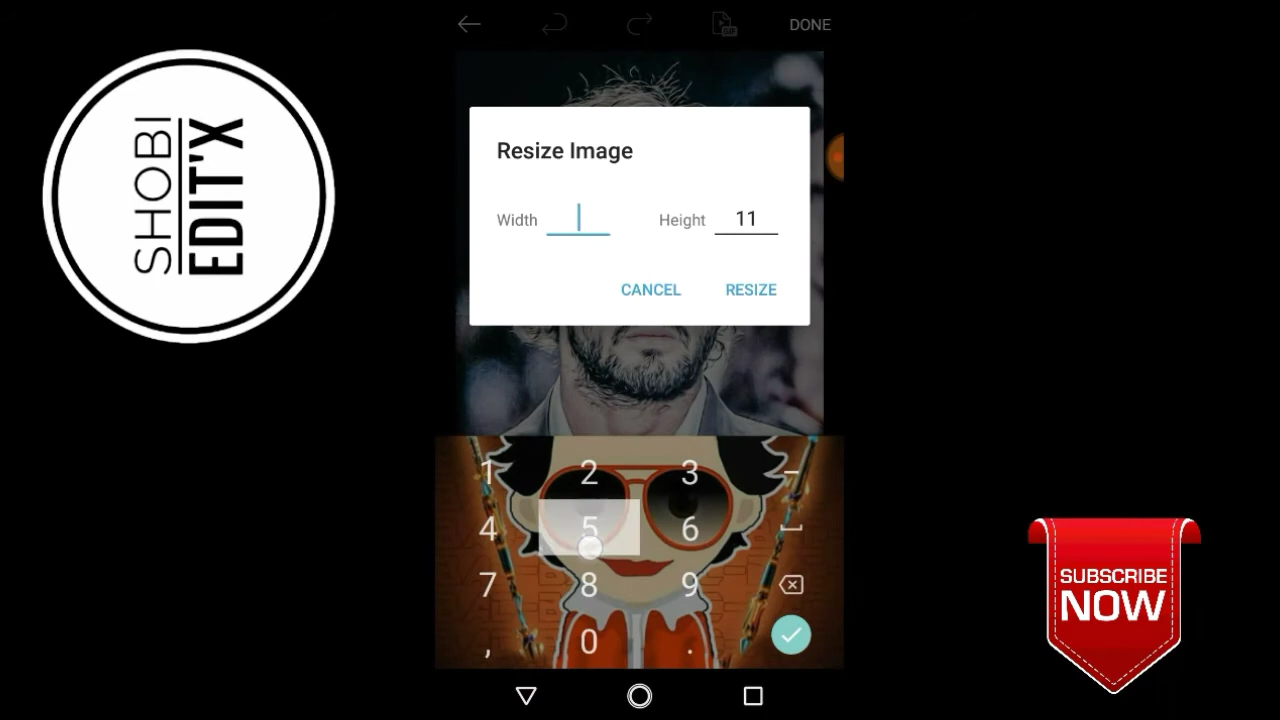 DONE
SHOBI
EDIT'X
Resize Image
Width
Height 11
CANCEL RESIZE
1 2 3 –
4 5 6
7 8 9
, 0 .
SUBSCRIBE
NOW